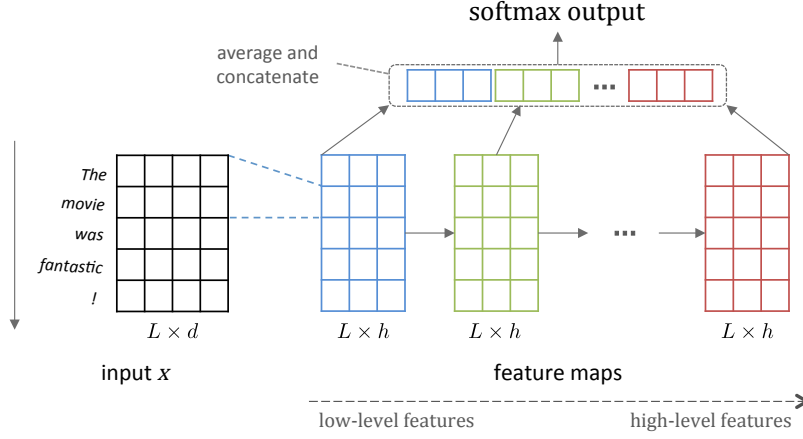 softmax output
average and
concatenate
...
The
movie
was
fantastic
!
...
L × d
L × h
L × h
L × h
input x
feature maps
low-level features
high-level features